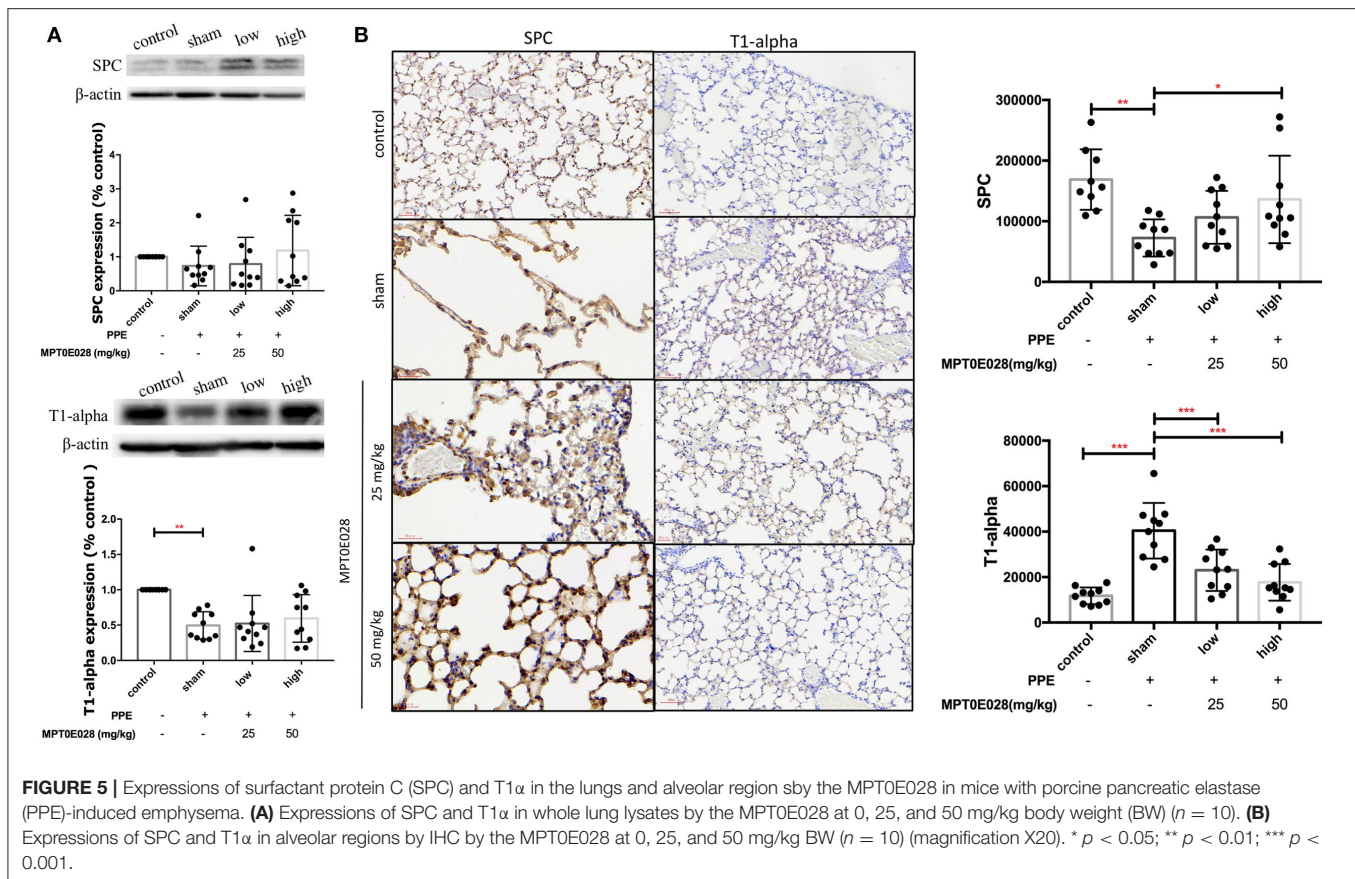 A
control sham low high
SPC
β-actin
SPC expression (% control)
4
3
2
1
0
control sham low high
PPE - + + +
MPT0E028 (mg/kg) - - 25 50
control sham low high
T1-alpha
β-actin
T1-alpha expression (% control )
2.0
1.5
1.0
0.5
0.0
**
control sham low high
PPE - + + +
MPT0E028 (mg/kg) - - 25 50
B
SPC T1-alpha
control
sham
25 mg/kg
50 mg/kg
MPT0E028
SPC
300000
200000
100000
0
** *
control sham low high
PPE - + + +
MPT0E028(mg/kg) - - 25 50
T1-alpha
80000
60000
40000
20000
0
***
***
***
control sham low high
PPE - + + +
MPT0E028(mg/kg) - - 25 50
FIGURE 5 | Expressions of surfactant protein C (SPC) and T1α in the lungs and alveolar region sby the MPT0E028 in mice with porcine pancreatic elastase
(PPE)-induced emphysema. (A) Expressions of SPC and T1α in whole lung lysates by the MPT0E028 at 0, 25, and 50 mg/kg body weight (BW) (n = 10). (B)
Expressions of SPC and T1α in alveolar regions by IHC by the MPT0E028 at 0, 25, and 50 mg/kg BW (n = 10) (magnification X20). * p < 0.05; ** p < 0.01; *** p <
0.001.